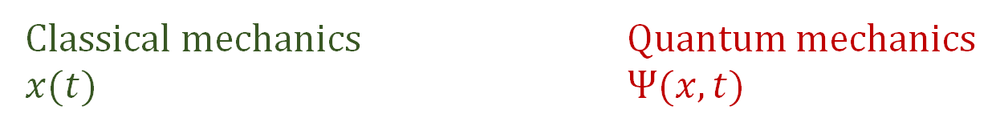 Classical mechanics
x(t)
Quantum mechanics
Ψ(x, t)